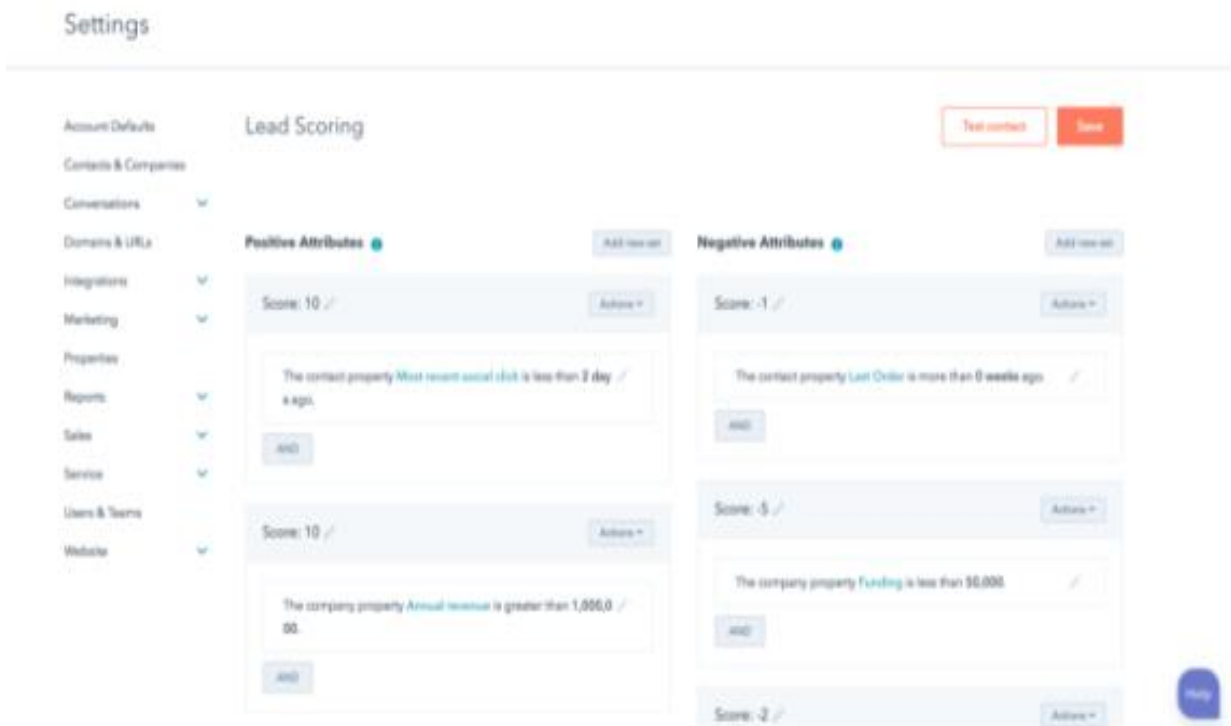 Settings
Account Defaults
Contacts & Companies
Conversations
Domains & URLs
Integrations
Marketing
Properties
Reports
Sales
Service
Users & Teams
Website
Lead Scoring
Test contact
Save
Positive Attributes
Add new set
Score: 10
Actions
The contact property Most recent social click is less than 2 day
s ago.
AND
Score: 10
Actions
The company property Annual revenue is greater than 1,000,0
00.
AND
Negative Attributes
Add new set
Score: -1
Actions
The contact property Last Order is more than 0 weeks ago.
AND
Score: -5
Actions
The company property Funding is less than 50,000.
AND
Score: -2
Actions
Help